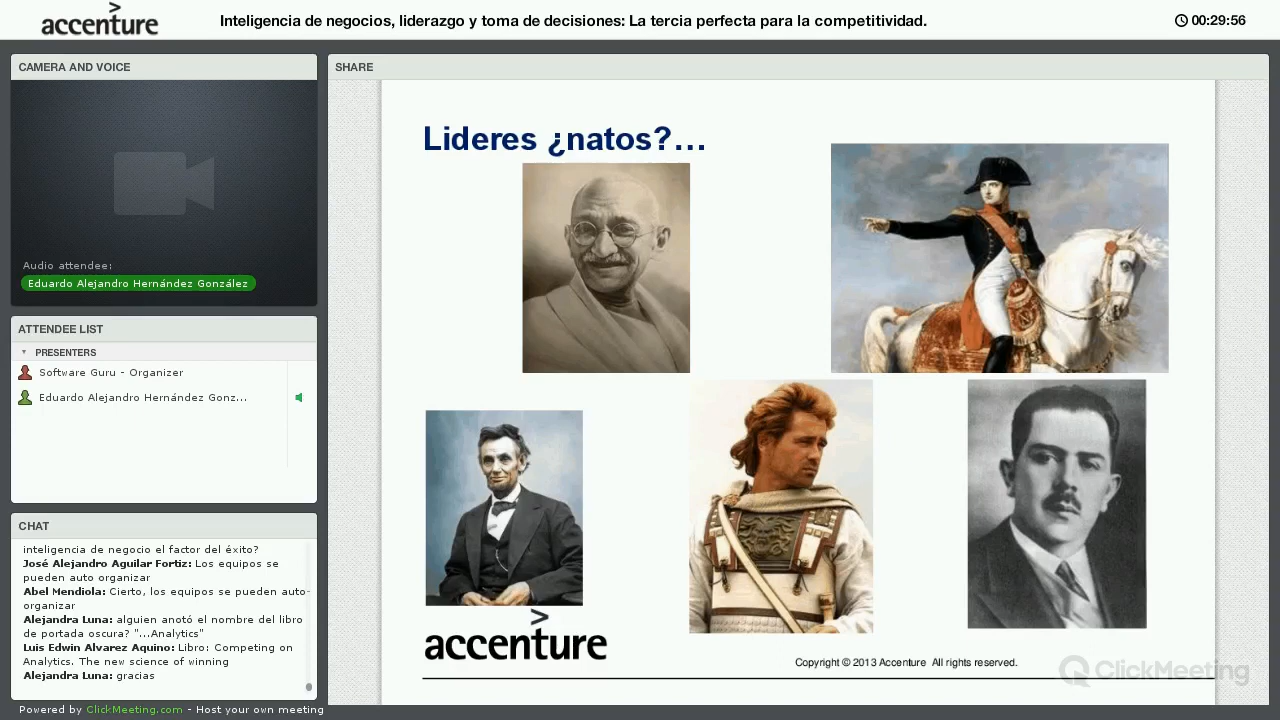 accenture
>
Inteligencia de negocios, liderazgo y toma de decisiones: La tercia perfecta para la competitividad.
00:29:56
CAMERA AND VOICE
Audio attendee:
Eduardo Alejandro Hernández González
ATTENDEE LIST
PRESENTERS
Software Guru - Organizer
Eduardo Alejandro Hernández Gonz...
CHAT
inteligencia de negocio el factor del éxito?
José Alejandro Aguilar Fortiz: Los equipos se
pueden auto organizar
Abel Mendiola: Cierto, los equipos se pueden auto-
organizar
Alejandra Luna: alguien anotó el nombre del libro
de portada oscura? "...Analytics"
Luis Edwin Alvarez Aquino: Libro: Competing on
Analytics. The new science of winning
Alejandra Luna: gracias
Powered by ClickMeeting.com - Host your own meeting
SHARE
Lideres ¿natos?...
>
accenture
Copyright © 2013 Accenture All rights reserved.
ClickMeeting